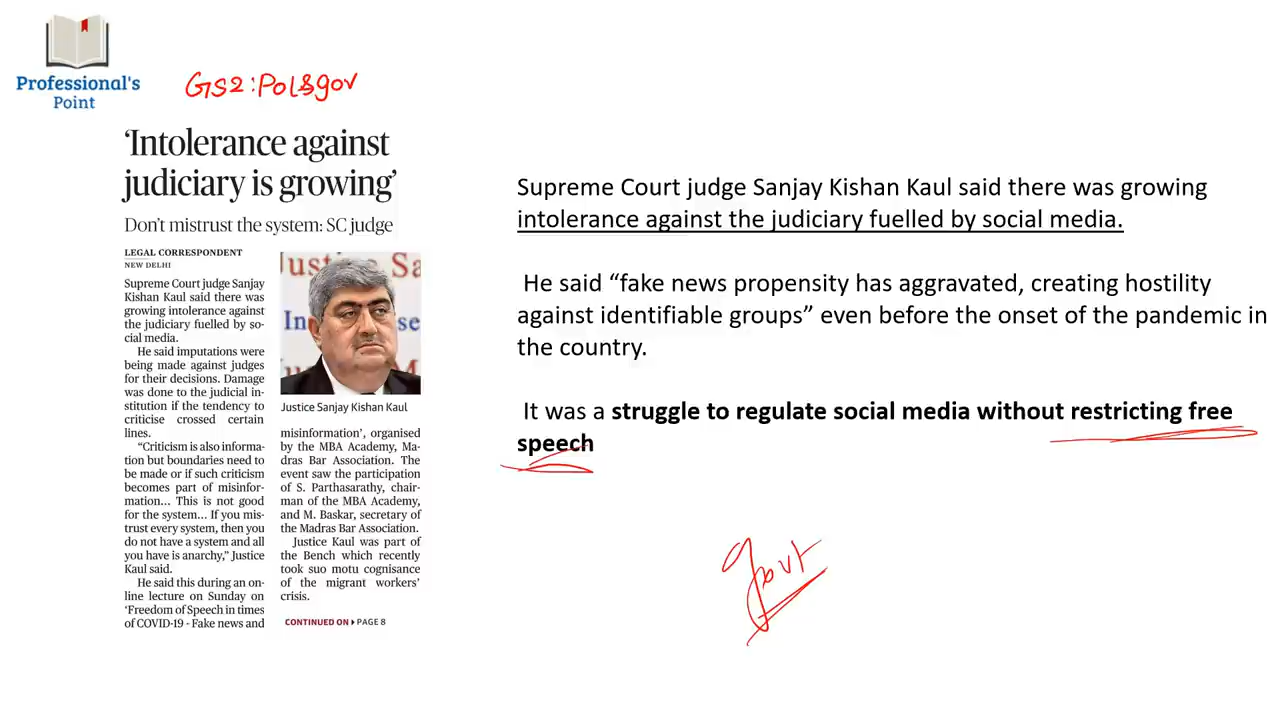 Professional's
Point
GS2:Pol&gov
'Intolerance against
judiciary is growing'
Don't mistrust the system: SC judge
LEGAL CORRESPONDENT
NEW DELHI
Supreme Court judge Sanjay
Kishan Kaul said there was
growing intolerance against
the judiciary fuelled by so-
cial media.
He said imputations were
being made against judges
for their decisions. Damage
was done to the judicial in-
stitution if the tendency to
criticise crossed certain
lines.
"Criticism is also informa-
tion but boundaries need to
be made or if such criticism
becomes part of misinfor-
mation... This is not good
for the system... If you mis-
trust every system, then you
do not have a system and all
you have is anarchy," Justice
Kaul said.
He said this during an on-
line lecture on Sunday on
'Freedom of Speech in times
of COVID-19 - Fake news and
Justice Sa
In
ese
Justice Sanjay Kishan Kaul
misinformation', organised
by the MBA Academy, Ma-
dras Bar Association. The
event saw the participation
of S. Parthasarathy, chair-
man of the MBA Academy,
and M. Baskar, secretary of
the Madras Bar Association.
Justice Kaul was part of
the Bench which recently
took suo motu cognisance
of the migrant workers'
crisis.
CONTINUED ON PAGE 8
Supreme Court judge Sanjay Kishan Kaul said there was growing
intolerance against the judiciary fuelled by social media.
He said "fake news propensity has aggravated, creating hostility
against identifiable groups" even before the onset of the pandemic in
the country.
It was a struggle to regulate social media without restricting free
speech
Govt